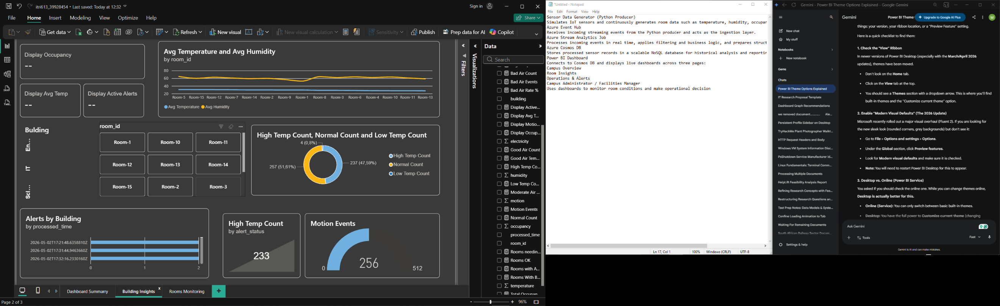 itri613_39928454 • Last saved: Today at 12:32
Sign in
File Home Insert Modeling View Optimize Help
Share
Get data
Refresh
New visual
New visual calculation
Sensitivity
Publish
Prep data for AI
Copilot
Display Occupancy
--
Display Avg Temp
--
Display Active Alerts
--
Avg Temperature and Avg Humidity
by room_id
80
60
40
20
Room-5 Room-15 Room-12 Room-7 Room-14 Room-2 Room-9 Room-1 Room-8 Room-3 Room-6 Room-4 Room-10 Room-11 Room-13
Avg Temperature Avg Humidity
Bulding
En...
IT
Sci...
room_id
Room-1 Room-10 Room-11
Room-12 Room-13 Room-14
Room-15 Room-2 Room-3
High Temp Count, Normal Count and Low Temp Count
4 (0,8%)
257 (51,61%)
237 (47,59%)
High Temp Count
Normal Count
Low Temp Count
Alerts by Building
by processed_time
2026-05-02T17:21:48.6358810Z
2026-05-02T17:31:44.9463660Z
2026-05-02T17:32:16.2330160Z
0 1 2
High Temp Count
by alert_status
233
Motion Events
0
256
512
Filters
Visualizations
Data
Search
Bad Air Count
Bad Air Events
Bad Air Rate %
building
Display Active...
Display Avg T...
Display Motio...
Display Occup...
electricity
Good Air Count
Good Air Tem...
High Temp Co...
humidity
Low Temp Co...
Moderate Air ...
motion
Motion Events
Normal Count
occupancy
processed_time
room_id
Rooms needin...
Rooms OK
Rooms with A...
Rooms With B...
temperature
Total Occupan...
Dashboard Summarry
Building Insights
Rooms Monitoring
Page 2 of 3
96%
*Untitled - Notepad
File Edit Format View Help
Sensor Data Generator (Python Producer)
Simulates IoT sensors and continuously generates room data such as temperature, humidity, occupan
Azure Event Hub
Receives incoming streaming events from the Python producer and acts as the ingestion layer.
Azure Stream Analytics Job
Processes incoming events in real time, applies filtering and business logic, and prepares struct
Azure Cosmos DB
Stores processed sensor records in a scalable NoSQL database for historical analysis and reportin
Power BI Dashboard
Connects to Cosmos DB and displays live dashboards across three pages:
Campus Overview
Room Insights
Operations & Alerts
Campus Administrator / Facilities Manager
Uses dashboards to monitor room conditions and make operational decision
Ln 17, Col 1
100%
Windows (CRLF)
UTF-8
Gemini - Power BI Theme Options Explained - Google Gemini
Gemini
Power BI Theme
Upgrade to Google AI Plus
M
New chat
My stuff
Notebooks
New notebook
Gems
Chats
Power BI Theme Options Explained
IT Research Proposal Template
Dashboard Graph Recommendations
we removed document............. Ale...
Persistent Profile Sidebar on Desktop
TryHackMe Plant Photographer Walkt...
HTTP Request Headers and Body
Windows VM System Information Disc...
PsShutdown Service Manufacturer Id...
Linux Fundamentals: Terminal Comm...
Processing Multiple Documents
HelpLift Feasibility Analysis Report
Refining Research Concepts with Fee...
Restructuring Research Questions an...
Test Prep Notes: Data Models & Syste...
Confine Loading Animation to Tab
Waiting For Remaining Documents
South African Railway Sector Docum...
Settings & help
things: your version, your ribbon location, or a "Preview Feature" setting.
Here is a quick checklist to find them:
1. Check the "View" Ribbon
In newer versions of Power BI Desktop (especially with the March/April 2026
updates), themes have been moved.
• Don't look on the Home tab.
• Click on the View tab at the top.
• You should see a Themes section with a dropdown arrow. This is where you'll find
built-in themes and the "Customize current theme" option.
2. Enable "Modern Visual Defaults" (The 2026 Update)
Microsoft recently rolled out a major visual overhaul (Fluent 2). If you are looking for
the new sleek look (rounded corners, grey backgrounds) but don't see it:
• Go to File > Options and settings > Options.
• Under the Global section, click Preview features.
• Look for Modern visual defaults and make sure it is checked.
• Note: You will need to restart Power BI Desktop for this to appear.
3. Desktop vs. Online (Power BI Service)
You asked if you should check the online one. While you can change themes online,
Desktop is actually better for this.
• Online (Service): You can only switch between basic built-in themes.
• Desktop: You have the full power to Customize current theme (changing
Ask Gemini
Tools
Fast
Gemini is AI and can make mistakes.